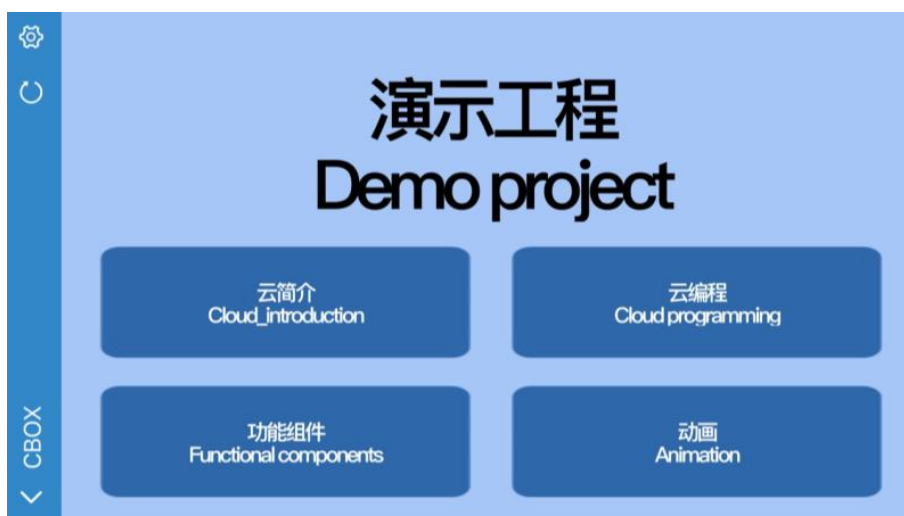 演示工程
Demo project
云简介
Cloud_introduction
云编程
Cloud programming
功能组件
Functional components
动画
Animation
CBOX